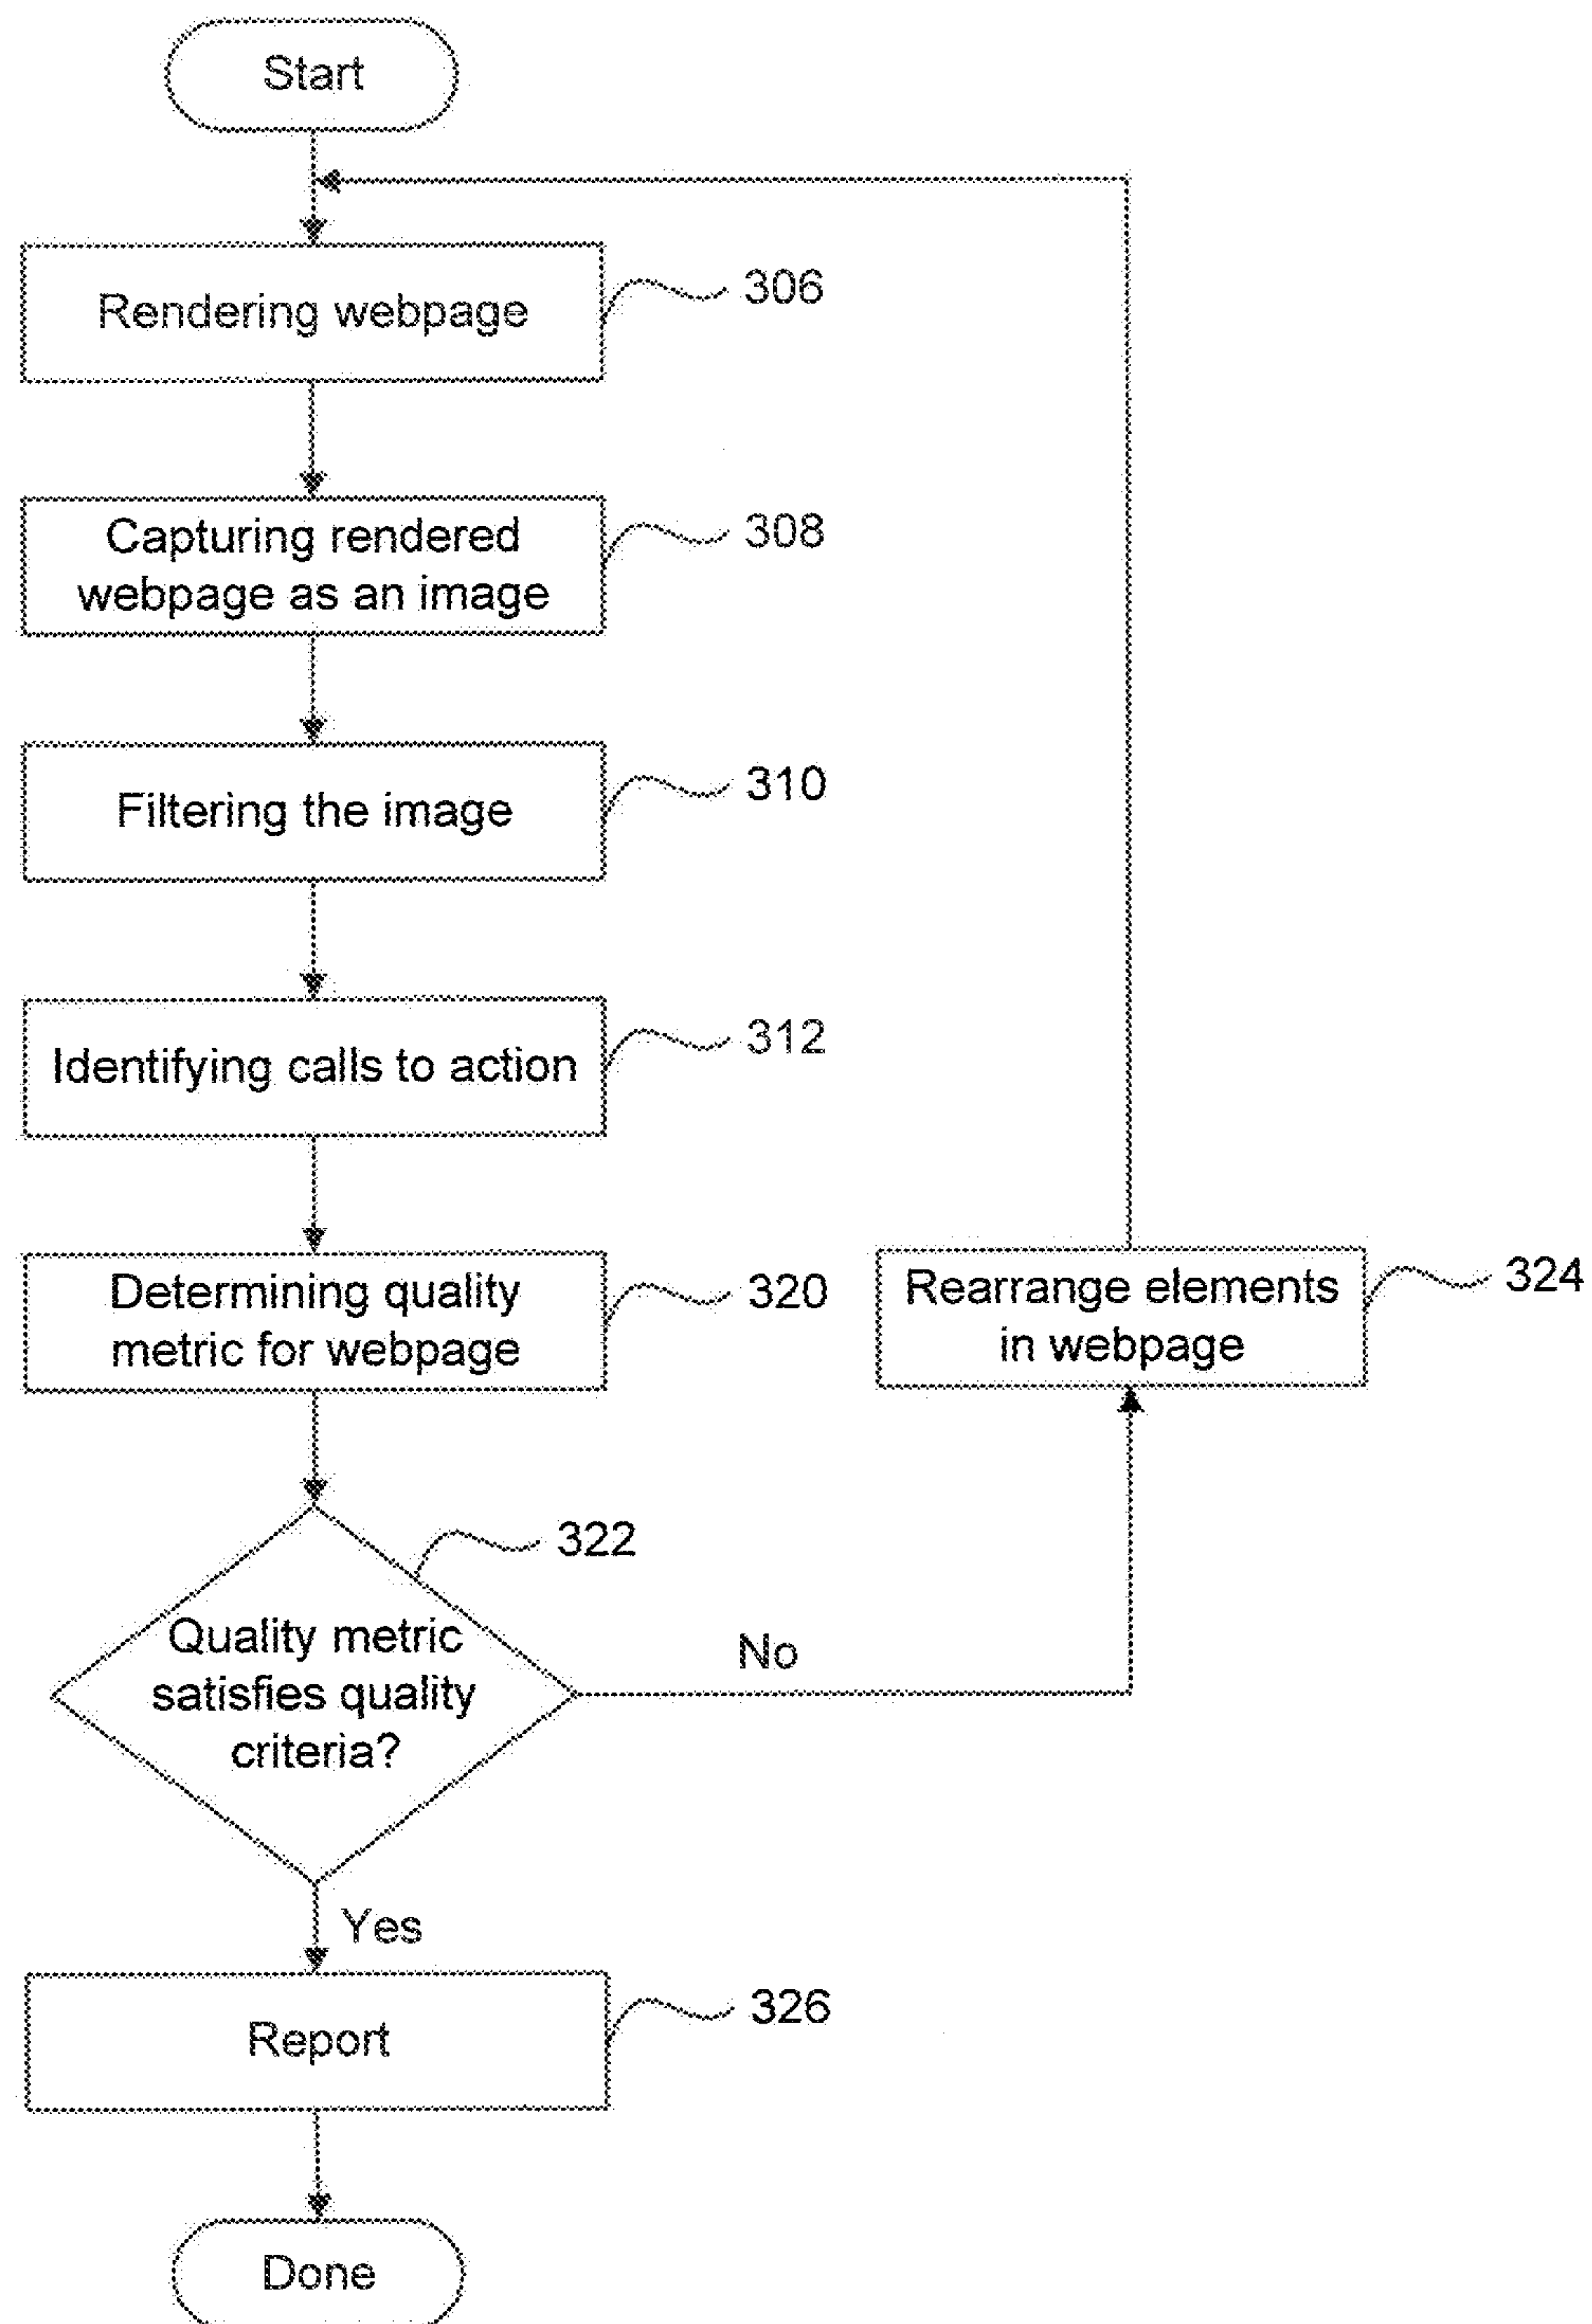 Start
Rendering webpage
306
Capturing rendered
webpage as an image
308
Filtering the image
310
Identifying calls to action
312
Determining quality
metric for webpage
320
Rearrange elements
in webpage
324
322
Quality metric
satisfies quality
criteria?
No
Yes
Report
326
Done